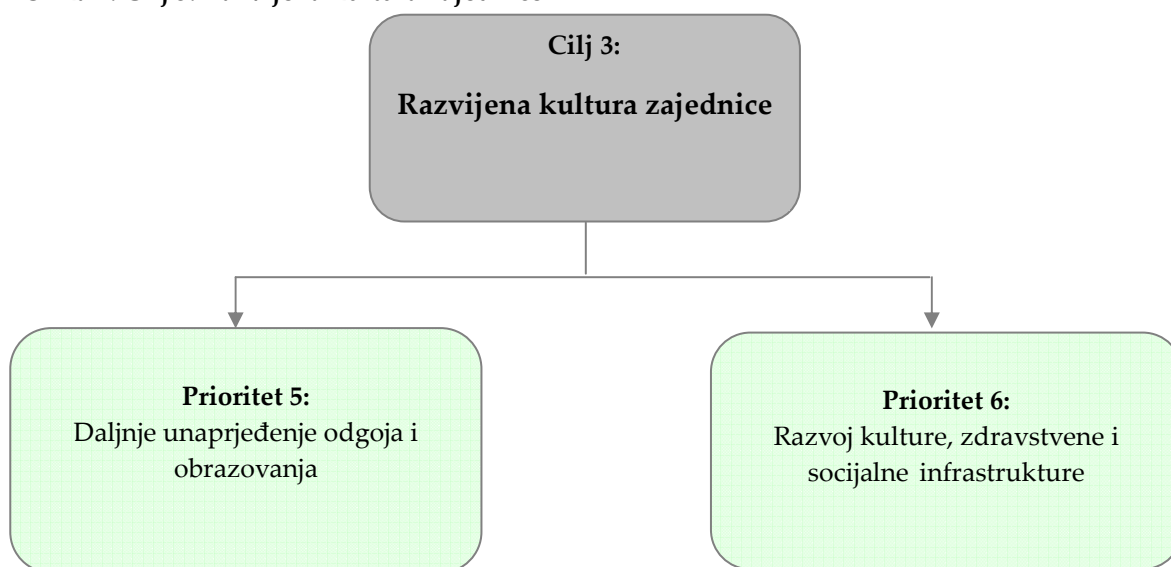 Cilj 3:
Razvijena kultura zajednice
Prioritet 5:
Daljnje unaprjeđenje odgoja i
obrazovanja
Prioritet 6:
Razvoj kulture, zdravstvene i
socijalne infrastrukture